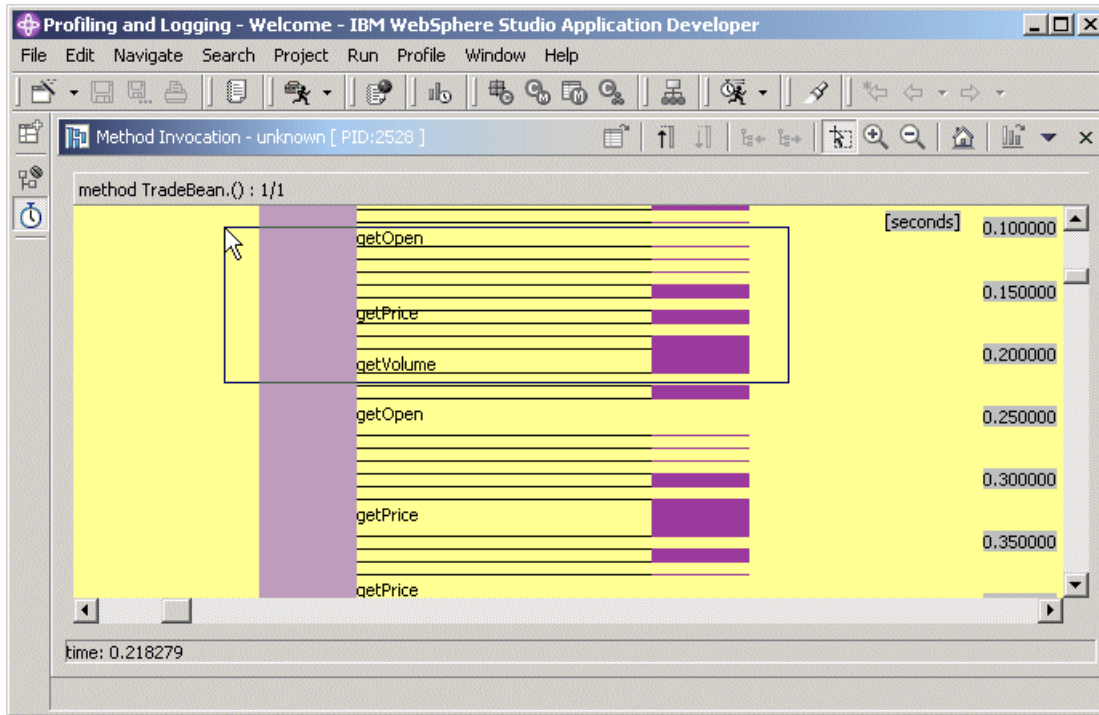 Profiling and Logging - Welcome - IBM WebSphere Studio Application Developer
File Edit Navigate Search Project Run Profile Window Help
Method Invocation - unknown [ PID:2528 ]
method TradeBean.() : 1/1
[seconds] 0.100000
getOpen
0.150000
getPrice
0.200000
getVolume
getOpen 0.250000
0.300000
getPrice
0.350000
getPrice
time: 0.218279